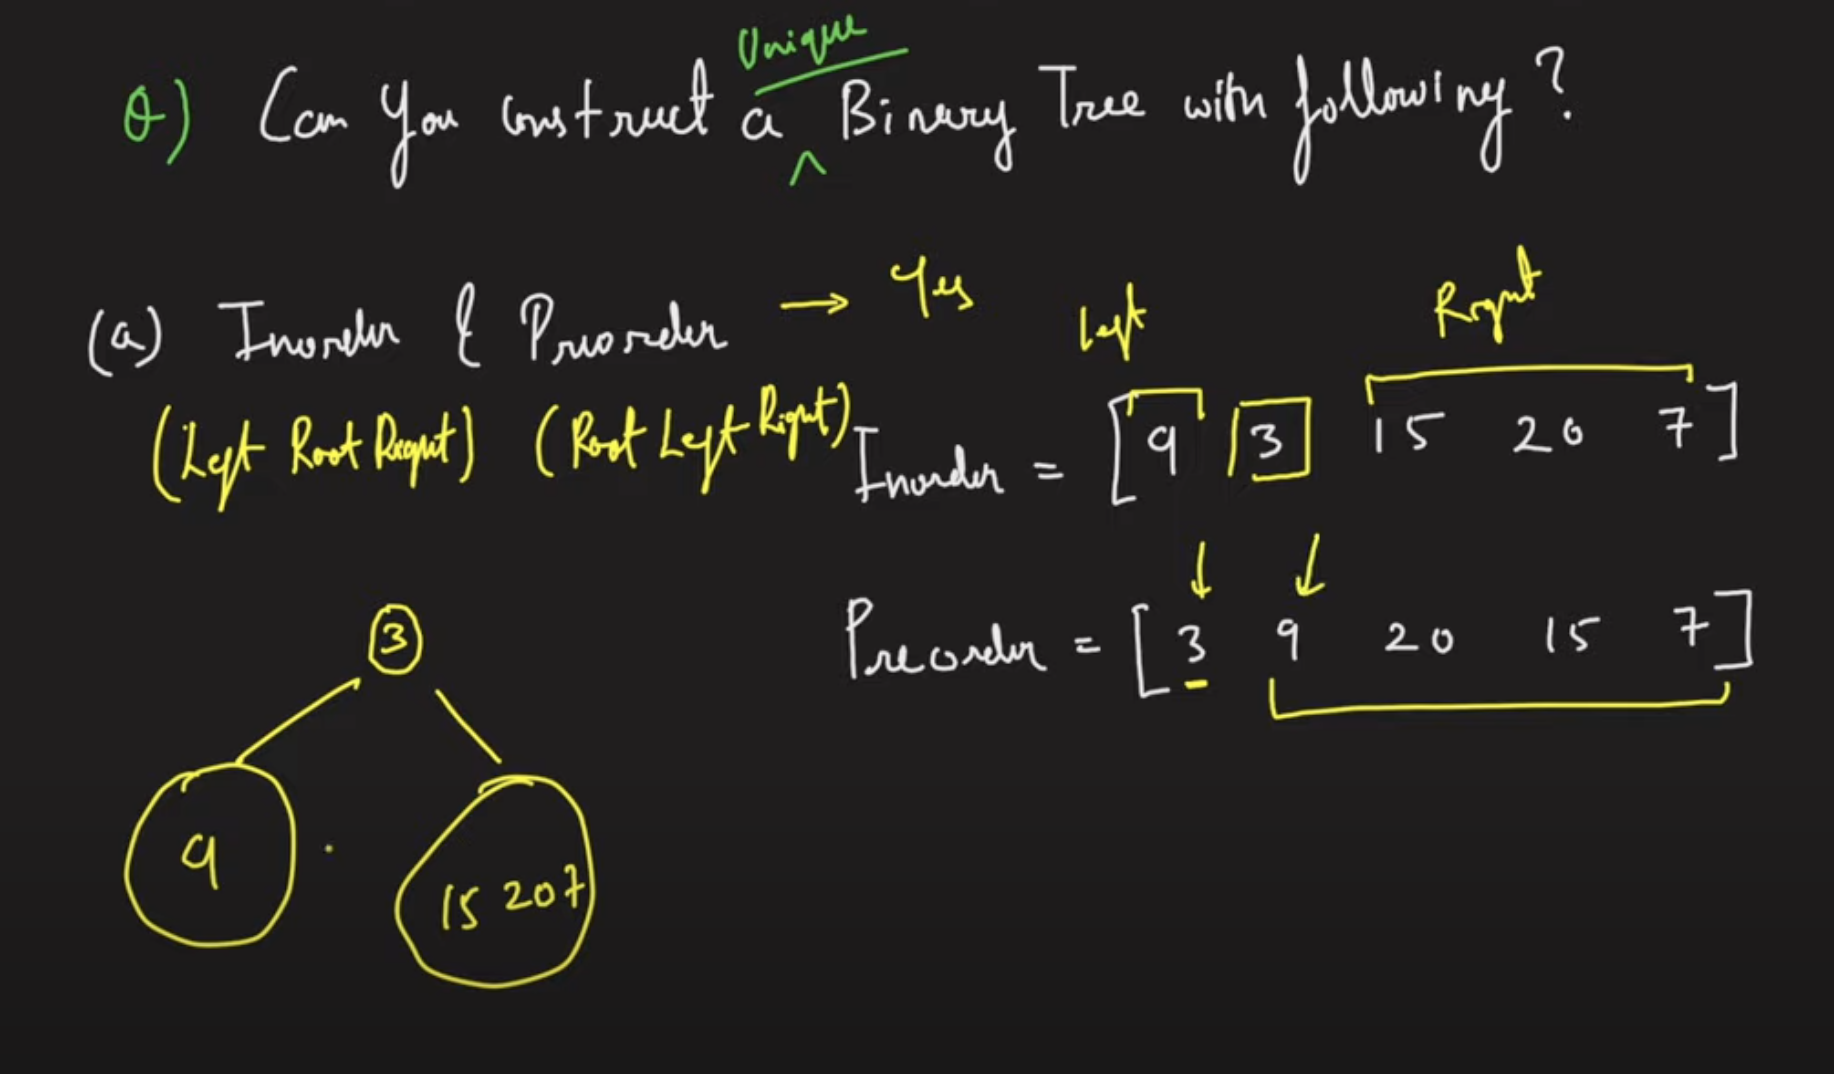 Q) Can you construct a Unique Binary Tree with following?
(a) Inorder & Preorder → Yes
(Left Root Right) (Root Left Right)
Left Right
Inorder = [ 9 3 15 20 7 ]
Preorder = [ 3 9 20 15 7 ]
3
9
15 20 7